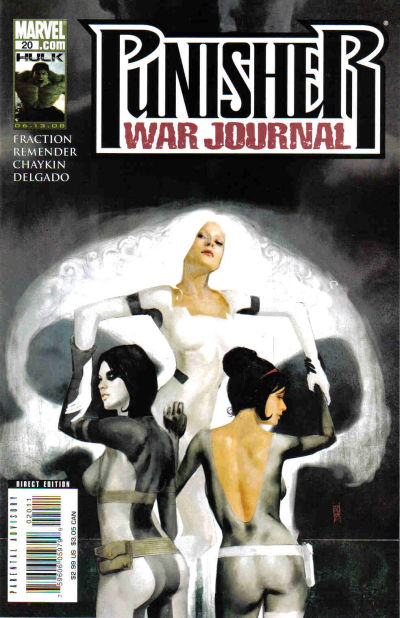 MARVEL
20 .com
HULK
06.13.08
PUNISHER®
WAR JOURNAL
FRACTION
REMENDER
CHAYKIN
DELGADO
DIRECT EDITION
02011
PARENTAL ADVISORY
$2.99 US $3.05 CAN